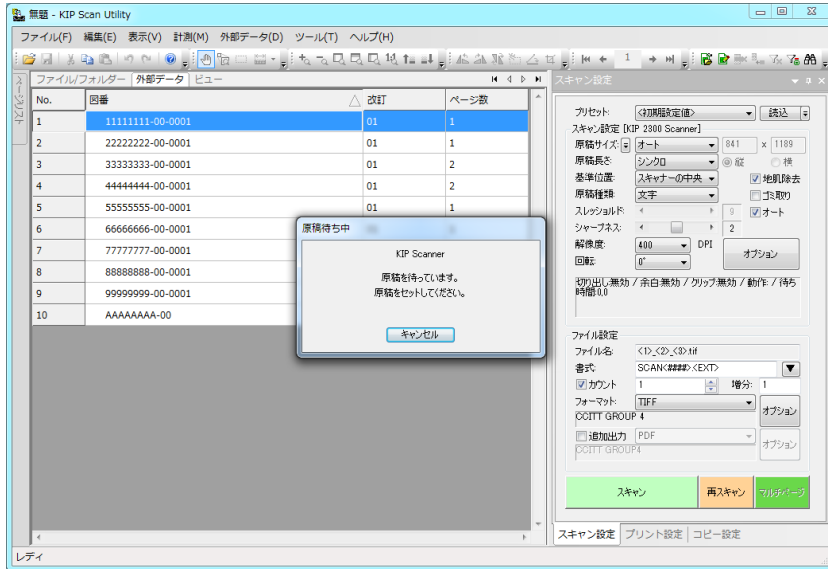 無題 - KIP Scan Utility
ファイル(F) 編集(E) 表示(V) 計測(M) 外部データ(D) ツール(T) ヘルプ(H)
1
ページリスト
ファイル/フォルダー 外部データ ビュー
No. 図番 改訂 ページ数
1 11111111-00-0001 01 1
2 22222222-00-0001 01 1
3 33333333-00-0001 01 2
4 44444444-00-0001 01 2
5 55555555-00-0001 01 1
6 66666666-00-0001
7 77777777-00-0001
8 88888888-00-0001
9 99999999-00-0001
10 AAAAAAAA-00
原稿待ち中
KIP Scanner
原稿を待っています。
原稿をセットしてください。
キャンセル
スキャン設定
プリセット: <初期設定値> 読込
スキャン設定 [KIP 2300 Scanner]
原稿サイズ: オート 841 x 1189
原稿長さ: シンクロ 縦 横
基準位置: スキャナーの中央 地肌除去
原稿種類: 文字 ゴミ取り
スレッショルド: 9 オート
シャープネス: 2
解像度: 400 DPI オプション
回転: 0°
切り出し:無効 / 余白:無効 / クリップ:無効 / 動作: / 待ち
時間:0.0
ファイル設定
ファイル名: <1>_<2>_<3>.tif
書式: SCAN<####>.<EXT>
カウント 1 増分: 1
フォーマット: TIFF オプション
CCITT GROUP 4
追加出力 PDF オプション
CCITT GROUP4
スキャン 再スキャン マルチページ
スキャン設定 プリント設定 コピー設定
レディ